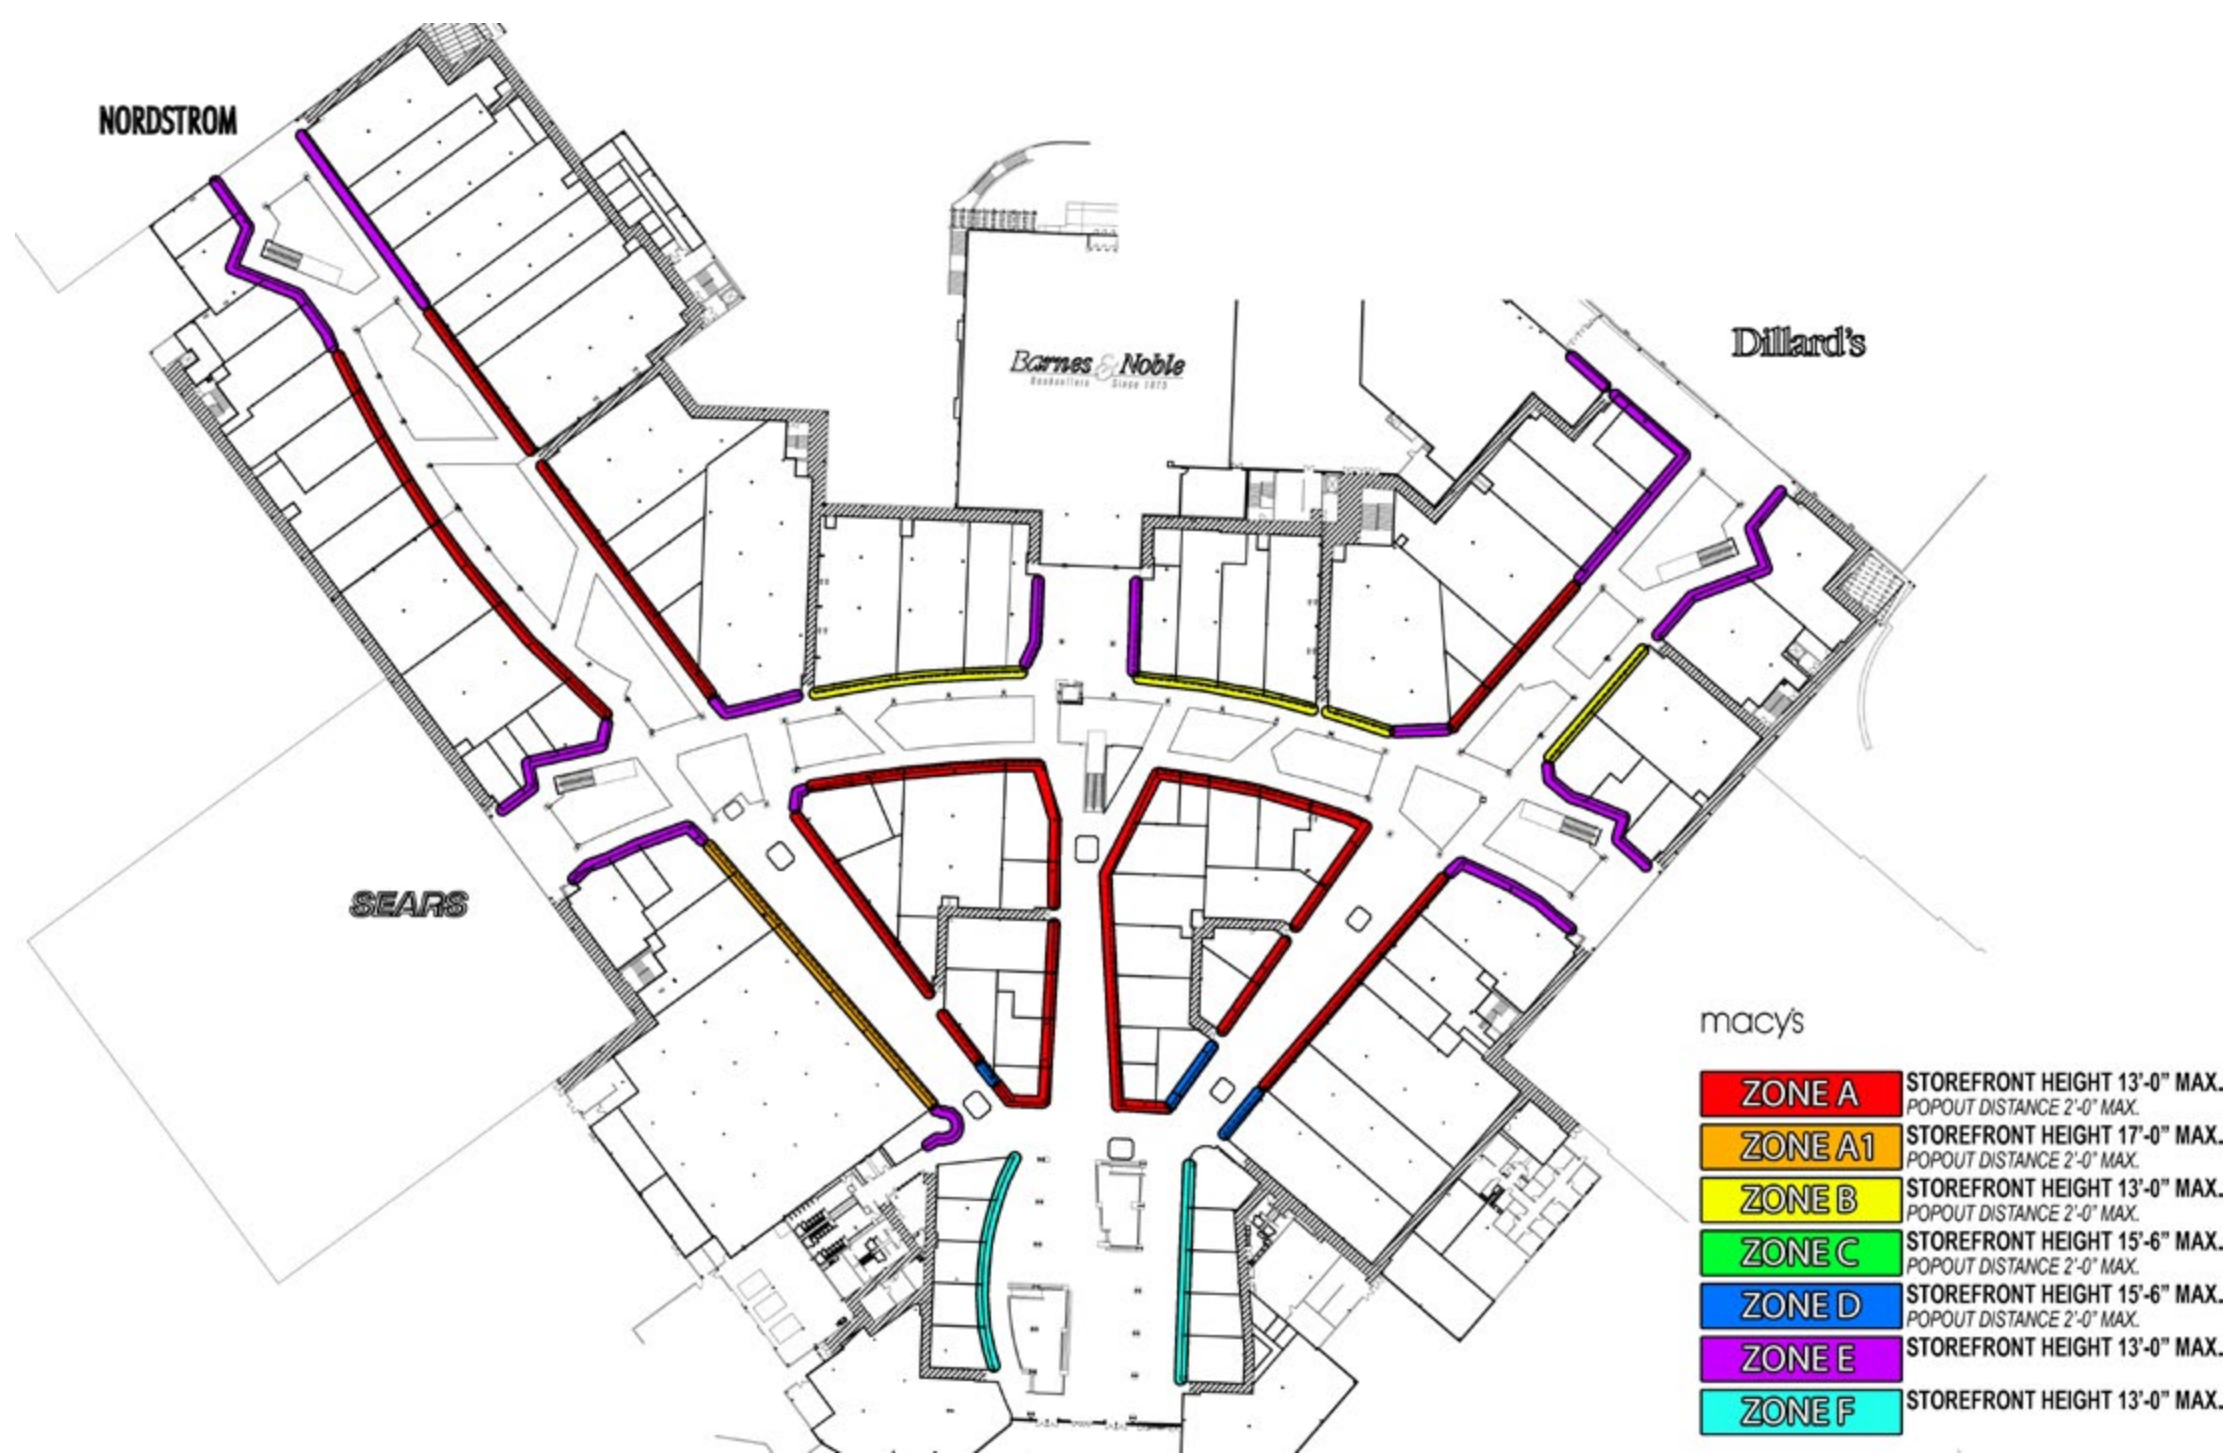 NORDSTROM
Barnes & Noble
Booksellers Since 1873
Dillard's
SEARS
macy's
ZONE A STOREFRONT HEIGHT 13'-0" MAX.
POPOUT DISTANCE 2'-0" MAX.
ZONE A1 STOREFRONT HEIGHT 17'-0" MAX.
POPOUT DISTANCE 2'-0" MAX.
ZONE B STOREFRONT HEIGHT 13'-0" MAX.
POPOUT DISTANCE 2'-0" MAX.
ZONE C STOREFRONT HEIGHT 15'-6" MAX.
POPOUT DISTANCE 2'-0" MAX.
ZONE D STOREFRONT HEIGHT 15'-6" MAX.
POPOUT DISTANCE 2'-0" MAX.
ZONE E STOREFRONT HEIGHT 13'-0" MAX.
ZONE F STOREFRONT HEIGHT 13'-0" MAX.